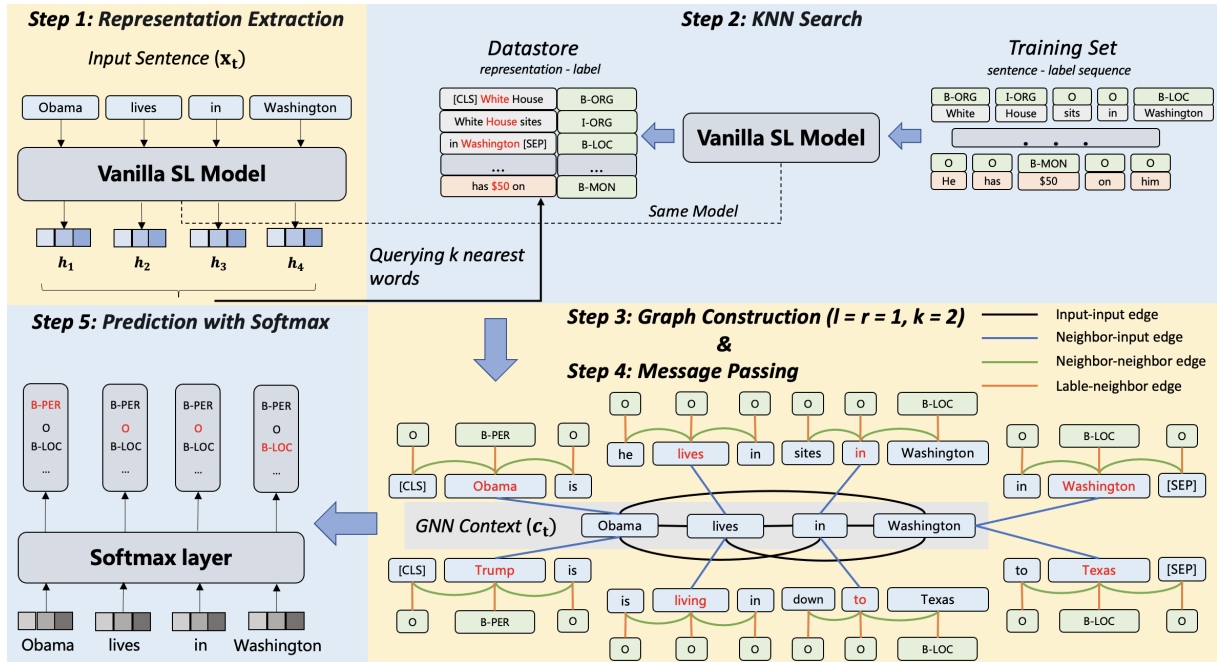 Step 1: Representation Extraction
Input Sentence (x_t)
Obama lives in Washington
Vanilla SL Model
h_1 h_2 h_3 h_4
Step 2: KNN Search
Datastore
representation - label
[CLS] White House B-ORG
White House sites I-ORG
in Washington [SEP] B-LOC
... ...
has $50 on B-MON
Vanilla SL Model
Same Model
Querying k nearest
words
Training Set
sentence - label sequence
B-ORG I-ORG O O B-LOC
White House sits in Washington
. . .
O O B-MON O O
He has $50 on him
Step 3: Graph Construction (l = r = 1, k = 2)
&
Step 4: Message Passing
Input-input edge
Neighbor-input edge
Neighbor-neighbor edge
Lable-neighbor edge
O O O O O B-LOC
he lives in sites in Washington
O B-PER O
[CLS] Obama is
O B-LOC O
in Washington [SEP]
GNN Context (c_t)
Obama lives in Washington
[CLS] Trump is
O B-PER O
is living in down to Texas
O O O O O B-LOC
to Texas [SEP]
O B-LOC O
Step 5: Prediction with Softmax
B-PER B-PER B-PER B-PER
O O O O
B-LOC B-LOC B-LOC B-LOC
... ... ... ...
Softmax layer
Obama lives in Washington